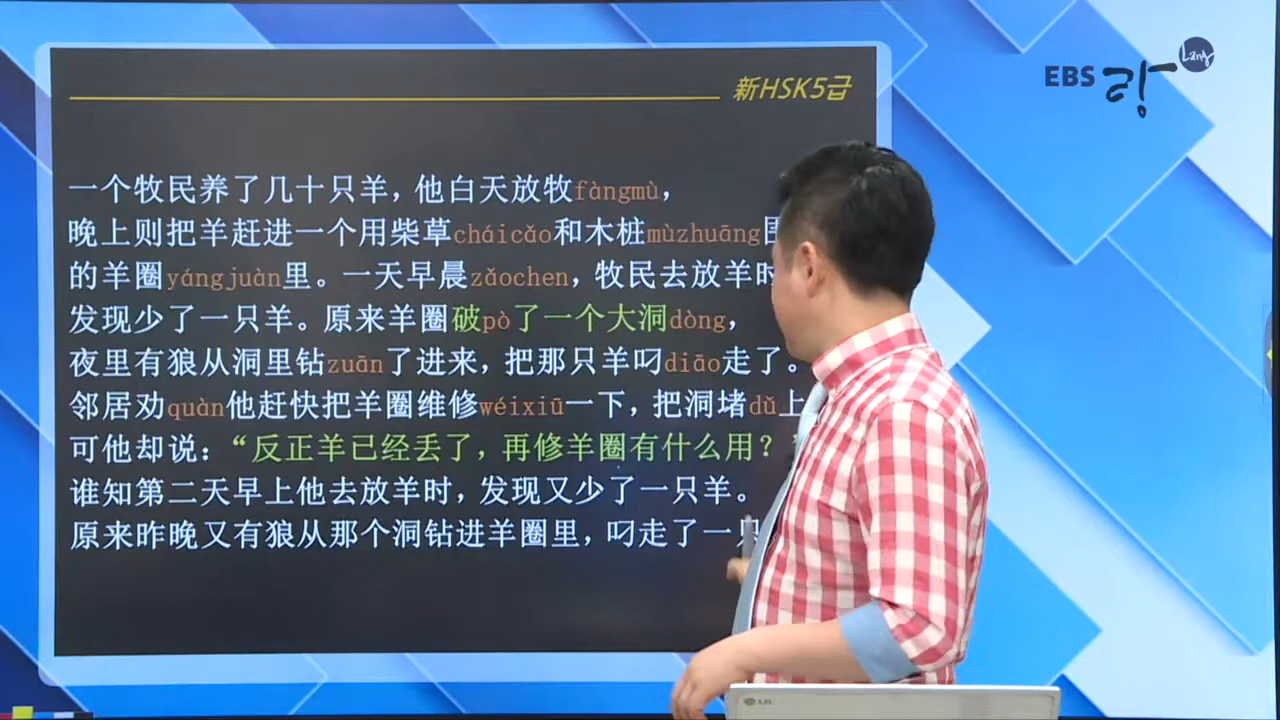 EBS 랑 Lang
新HSK5급
一个牧民养了几十只羊，他白天放牧fàngmù，
晚上则把羊赶进一个用柴草cháicǎo和木桩mùzhuāng
的羊圈yángjuàn里。一天早晨zǎochen，牧民去放羊时
发现少了一只羊。原来羊圈破pò了一个大洞dòng，
夜里有狼从洞里钻zuān了进来，把那只羊叼diāo走了。
邻居劝quàn他赶快把羊圈维修wéixiū一下，把洞堵dǔ上
可他却说：“反正羊已经丢了，再修羊圈有什么用？”
谁知第二天早上他去放羊时，发现又少了一只羊。
原来昨晚又有狼从那个洞钻进羊圈里，叼走了一只
LG